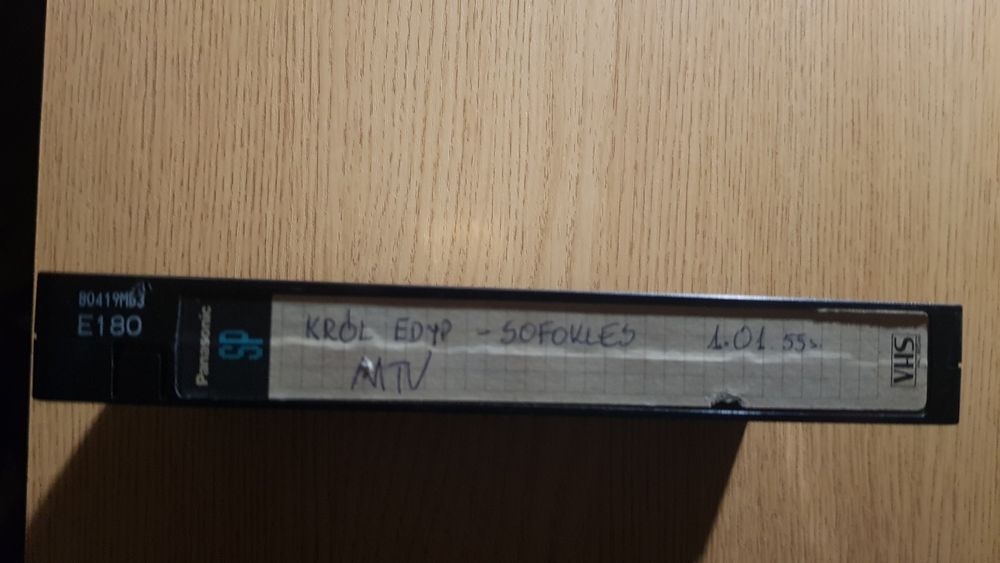 80419MB3
E180
Panasonic
SP
KRÓL EDYP - SOFOKLES 1.01 55s.
MTV
VHS